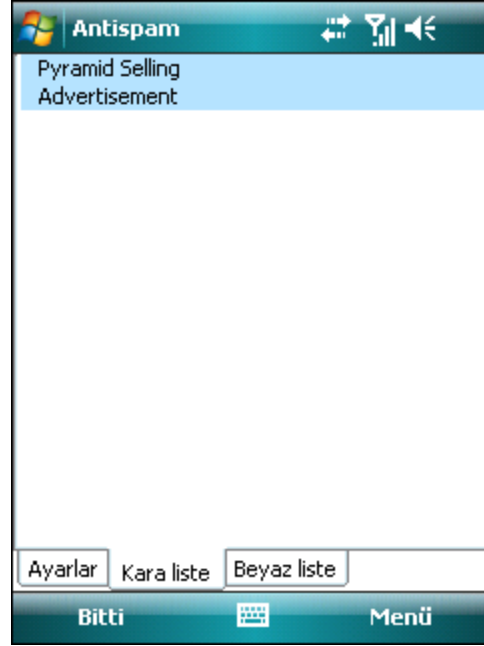 Antispam
Pyramid Selling
Advertisement
Ayarlar Kara liste Beyaz liste
Bitti Menü